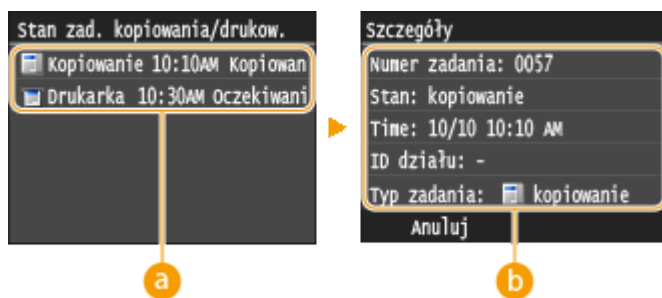 Stan zad. kopiowania/drukow.
Kopiowanie 10:10AM Kopiowan
Drukarka 10:30AM Oczekiwani
a
Szczegóły
Numer zadania: 0057
Stan: kopiowanie
Time: 10/10 10:10 AM
ID działu: -
Typ zadania: kopiowanie
Anuluj
b